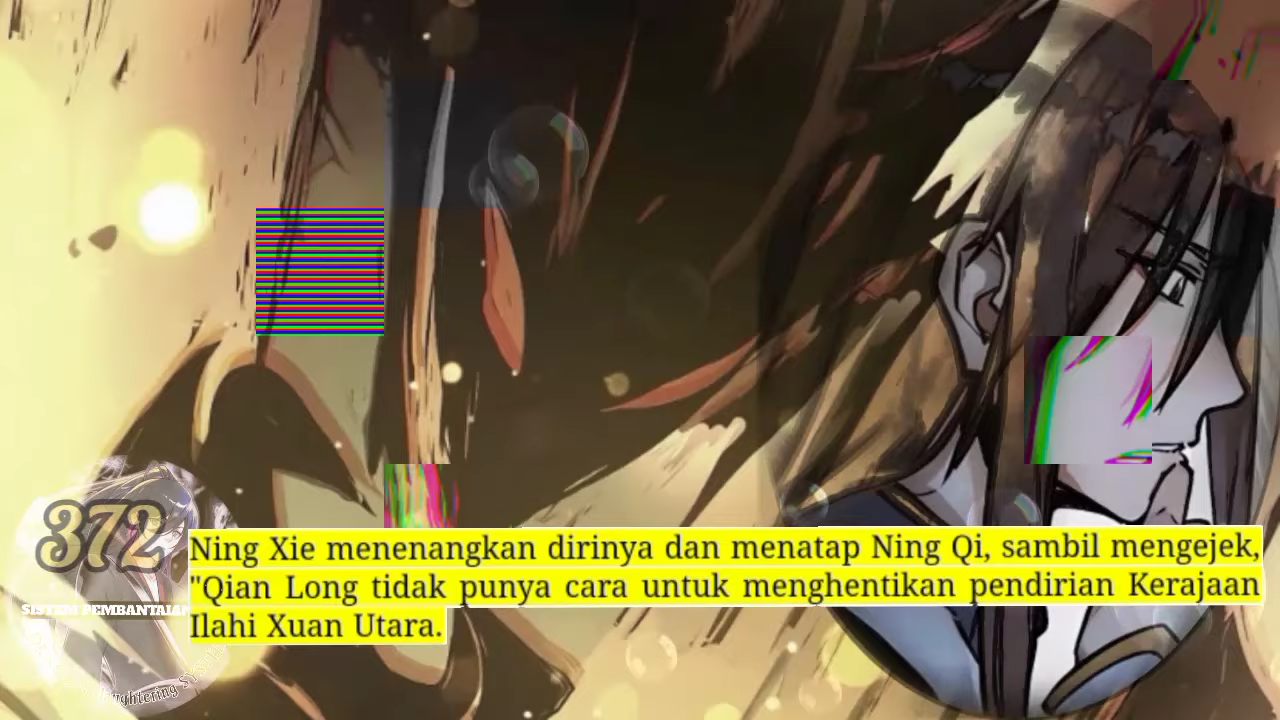 372
SISTEM PEMBANTAIAN
Ning Xie menenangkan dirinya dan menatap Ning Qi, sambil mengejek,
"Qian Long tidak punya cara untuk menghentikan pendirian Kerajaan
Ilahi Xuan Utara.